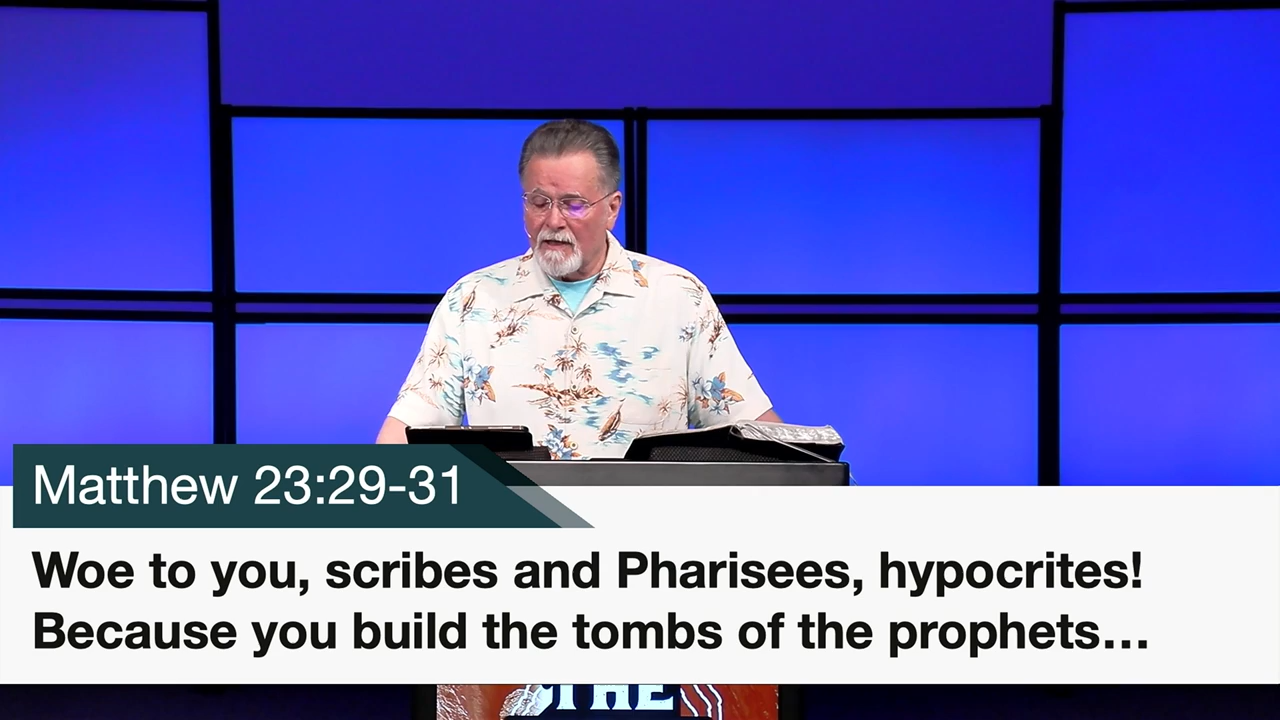 Matthew 23:29-31
Woe to you, scribes and Pharisees, hypocrites!
Because you build the tombs of the prophets…
THE